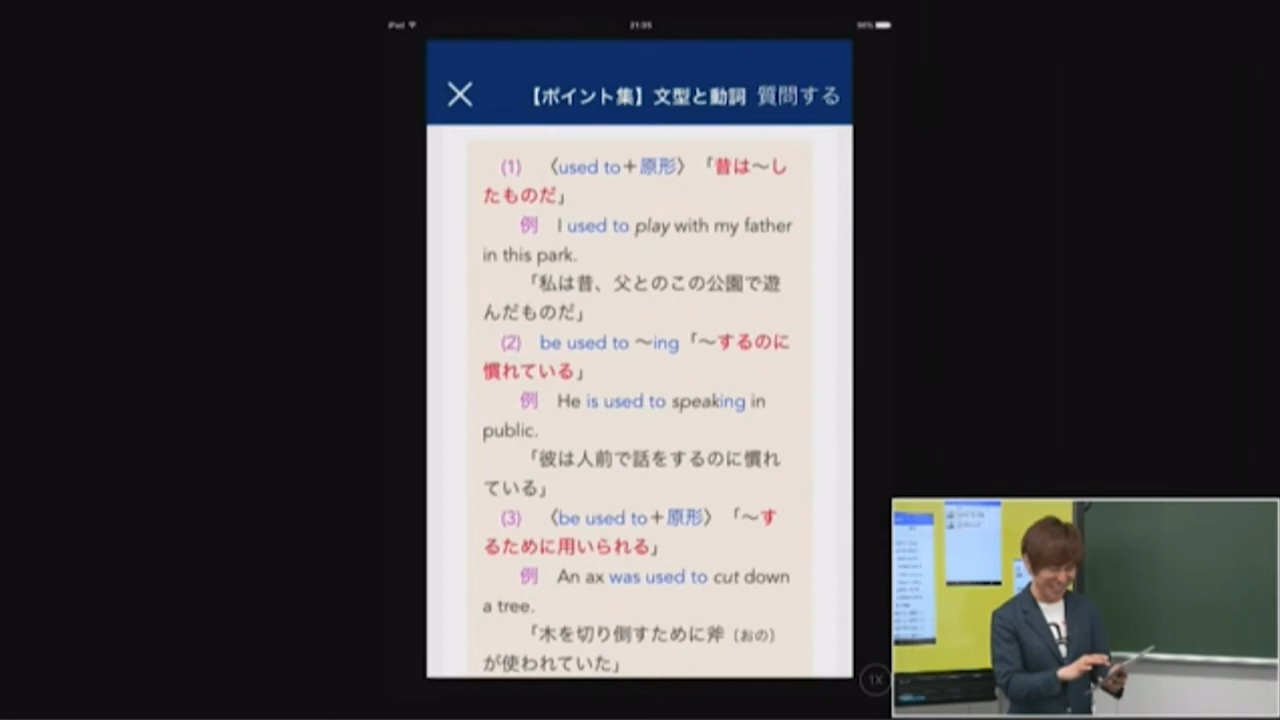 iPad
21:35
【ポイント集】文型と動詞 質問する
(1) 〈used to＋原形〉「昔は〜し
たものだ」
例 I used to play with my father
in this park.
「私は昔、父とのこの公園で遊
んだものだ」
(2) be used to 〜ing「〜するのに
慣れている」
例 He is used to speaking in
public.
「彼は人前で話をするのに慣れ
ている」
(3) 〈be used to＋原形〉「〜す
るために用いられる」
例 An ax was used to cut down
a tree.
「木を切り倒すために斧（おの）
が使われていた」
1X